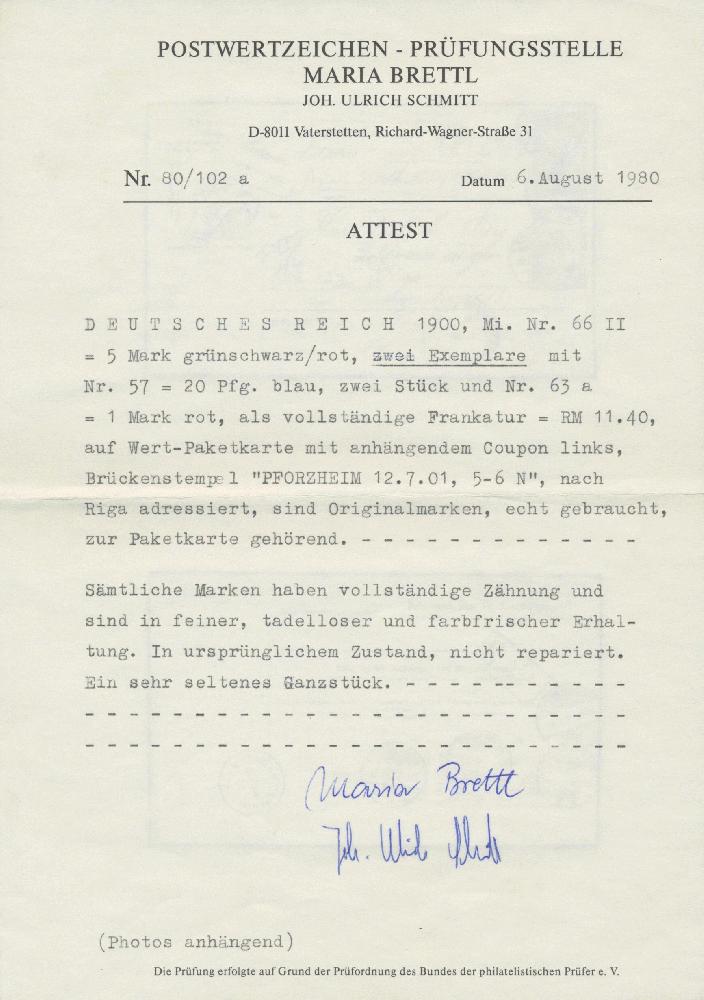 POSTWERTZEICHEN - PRÜFUNGSSTELLE
MARIA BRETTL
JOH. ULRICH SCHMITT
D-8011 Vaterstetten, Richard-Wagner-Straße 31
Nr. 80/102 a Datum 6.August 1980
ATTEST
D E U T S C H E S R E I C H 1900, Mi. Nr. 66 II
= 5 Mark grünschwarz/rot, zwei Exemplare mit
Nr. 57 = 20 Pfg. blau, zwei Stück und Nr. 63 a
= 1 Mark rot, als vollständige Frankatur = RM 11.40,
auf Wert-Paketkarte mit anhängendem Coupon links,
Brückenstempel "PFORZHEIM 12.7.01, 5-6 N", nach
Riga adressiert, sind Originalmarken, echt gebraucht,
zur Paketkarte gehörend. - - - - - - - - - - - - -
Sämtliche Marken haben vollständige Zähnung und
sind in feiner, tadelloser und farbfrischer Erhal-
tung. In ursprünglichem Zustand, nicht repariert.
Ein sehr seltenes Ganzstück. - - - - - - - - - - -
- - - - - - - - - - - - - - - - - - - - - - - - -
- - - - - - - - - - - - - - - - - - - - - - - - -
Maria Brettl
Joh. Ulrich Schmitt
(Photos anhängend)
Die Prüfung erfolgte auf Grund der Prüfordnung des Bundes der philatelistischen Prüfer e. V.